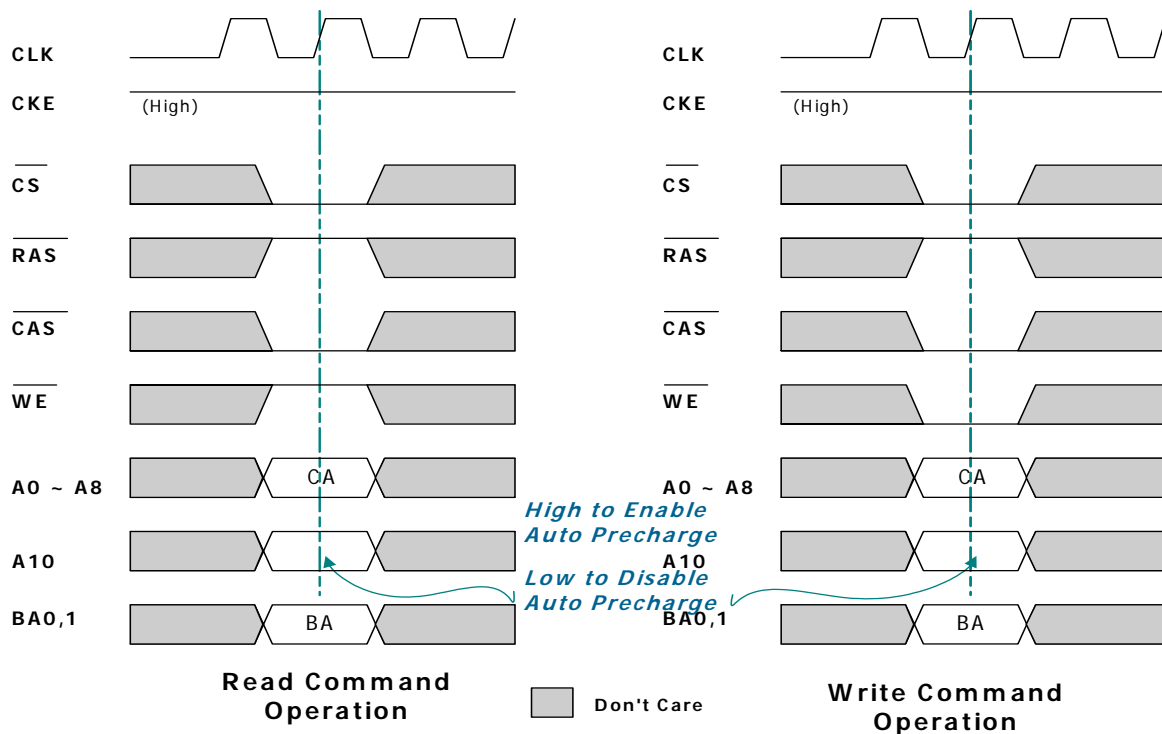 CLK
CKE
(High)
CS
RAS
CAS
WE
A0 ~ A8
CA
A10
BA0,1
BA
Read Command
Operation
High to Enable
Auto Precharge
Low to Disable
Auto Precharge
Don't Care
CLK
CKE
(High)
CS
RAS
CAS
WE
A0 ~ A8
CA
A10
BA0,1
BA
Write Command
Operation